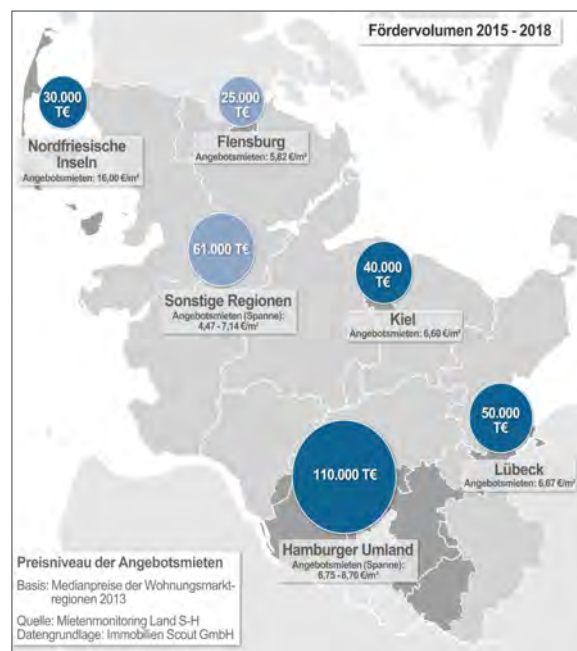 Fördervolumen 2015 - 2018
30.000
T€
Nordfriesische
Inseln
Angebotsmieten: 16,00 €/m²
25.000
T€
Flensburg
Angebotsmieten: 5,82 €/m²
61.000 T€
Sonstige Regionen
Angebotsmieten (Spanne):
4,47 - 7,14 €/m²
40.000
T€
Kiel
Angebotsmieten: 6,60 €/m²
50.000
T€
Lübeck
Angebotsmieten: 6,67 €/m²
110.000 T€
Hamburger Umland
Angebotsmieten (Spanne):
6,75 - 8,70 €/m²
Preisniveau der Angebotsmieten
Basis: Medianpreise der Wohnungsmarkt-
regionen 2013
Quelle: Mietenmonitoring Land S-H
Datengrundlage: Immobilien Scout GmbH